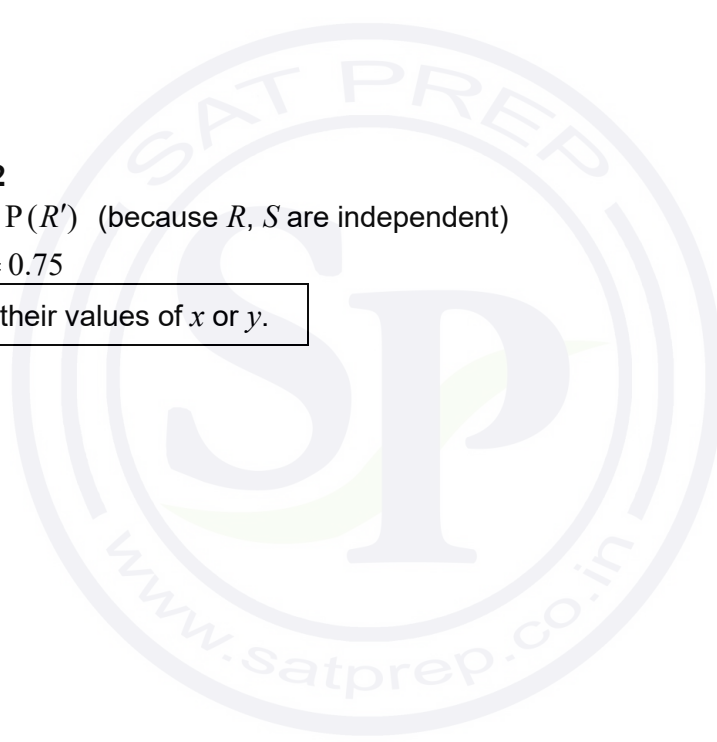 2
P(R′) (because R, S are independent)
= 0.75
their values of x or y.
SAT PREP
SP
www.satprep.co.in